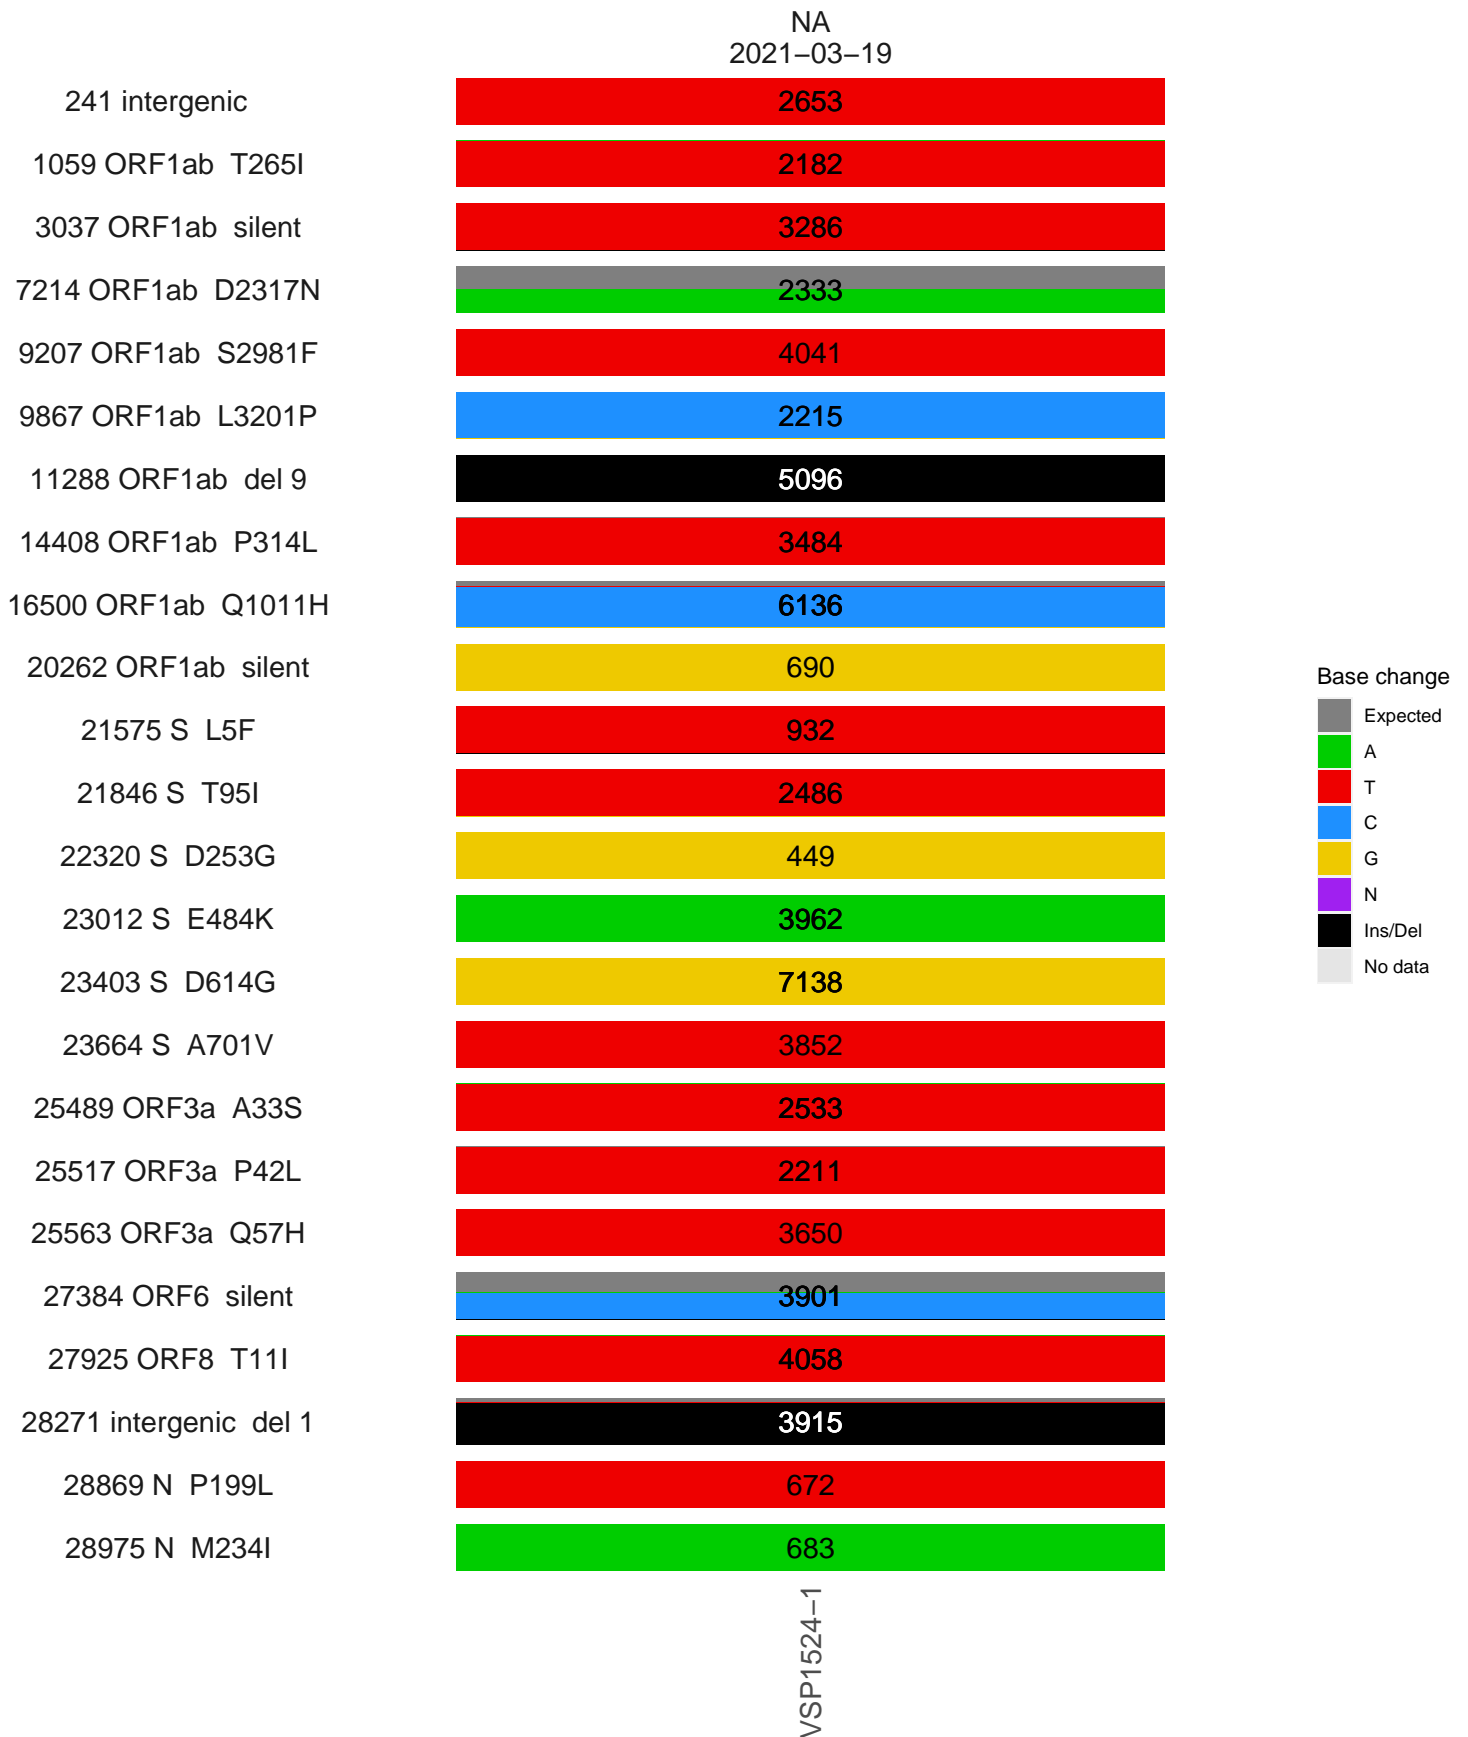 NA
2021−03−19
241 intergenic 2653
1059 ORF1ab T265I 2182
3037 ORF1ab silent 3286
7214 ORF1ab D2317N 2333
9207 ORF1ab S2981F 4041
9867 ORF1ab L3201P 2215
11288 ORF1ab del 9 5096
14408 ORF1ab P314L 3484
16500 ORF1ab Q1011H 6136
20262 ORF1ab silent 690
21575 S L5F 932
21846 S T95I 2486
22320 S D253G 449
23012 S E484K 3962
23403 S D614G 7138
23664 S A701V 3852
25489 ORF3a A33S 2533
25517 ORF3a P42L 2211
25563 ORF3a Q57H 3650
27384 ORF6 silent 3901
27925 ORF8 T11I 4058
28271 intergenic del 1 3915
28869 N P199L 672
28975 N M234I 683
VSP1524−1
Base change
Expected
A
T
C
G
N
Ins/Del
No data